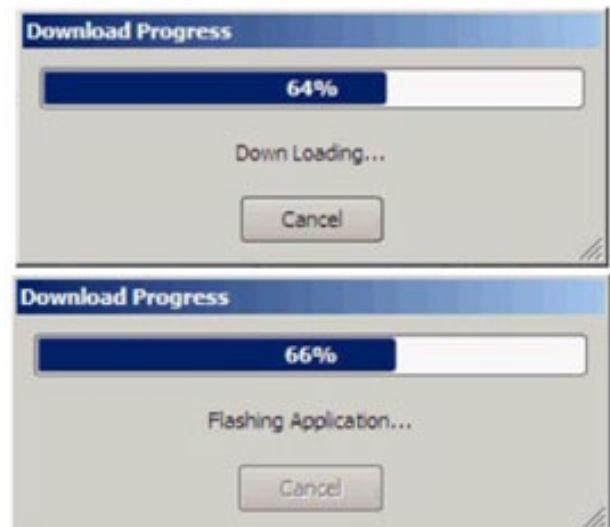 Download Progress
64%
Down Loading...
Cancel
Download Progress
66%
Flashing Application...
Cancel